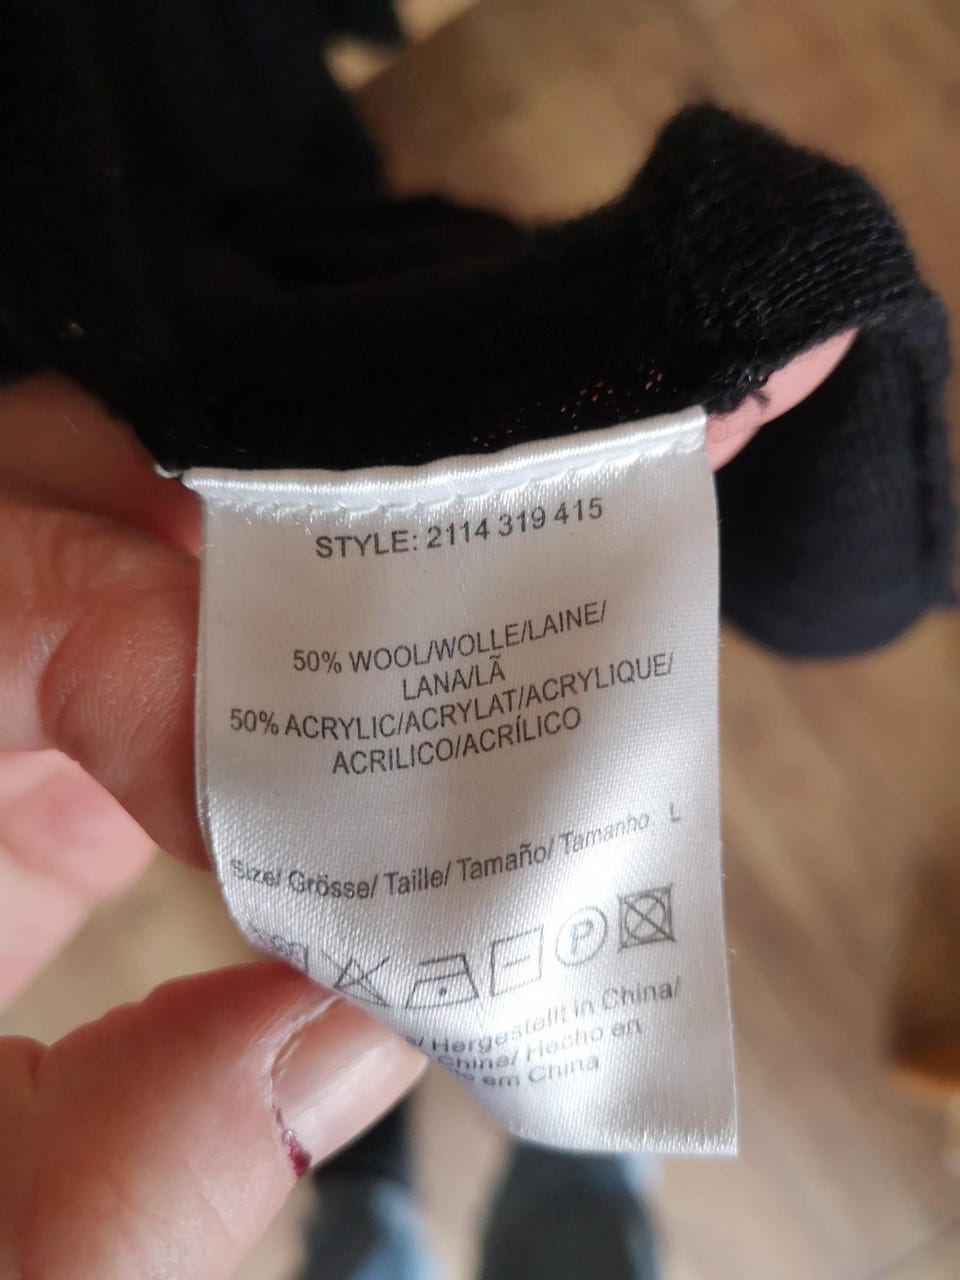 STYLE: 2114 319 415
50% WOOL/WOLLE/LAINE/
LANA/LÃ
50% ACRYLIC/ACRYLAT/ACRYLIQUE/
ACRILICO/ACRÍLICO
Size/ Grösse/ Taille/ Tamaño/ Tamanho L
P
/ Hergestellt in China/
China/ Hecho en
em China